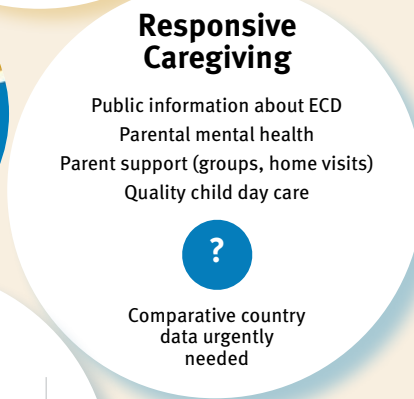 Responsive
Caregiving
Public information about ECD
Parental mental health
Parent support (groups, home visits)
Quality child day care
?
Comparative country
data urgently
needed